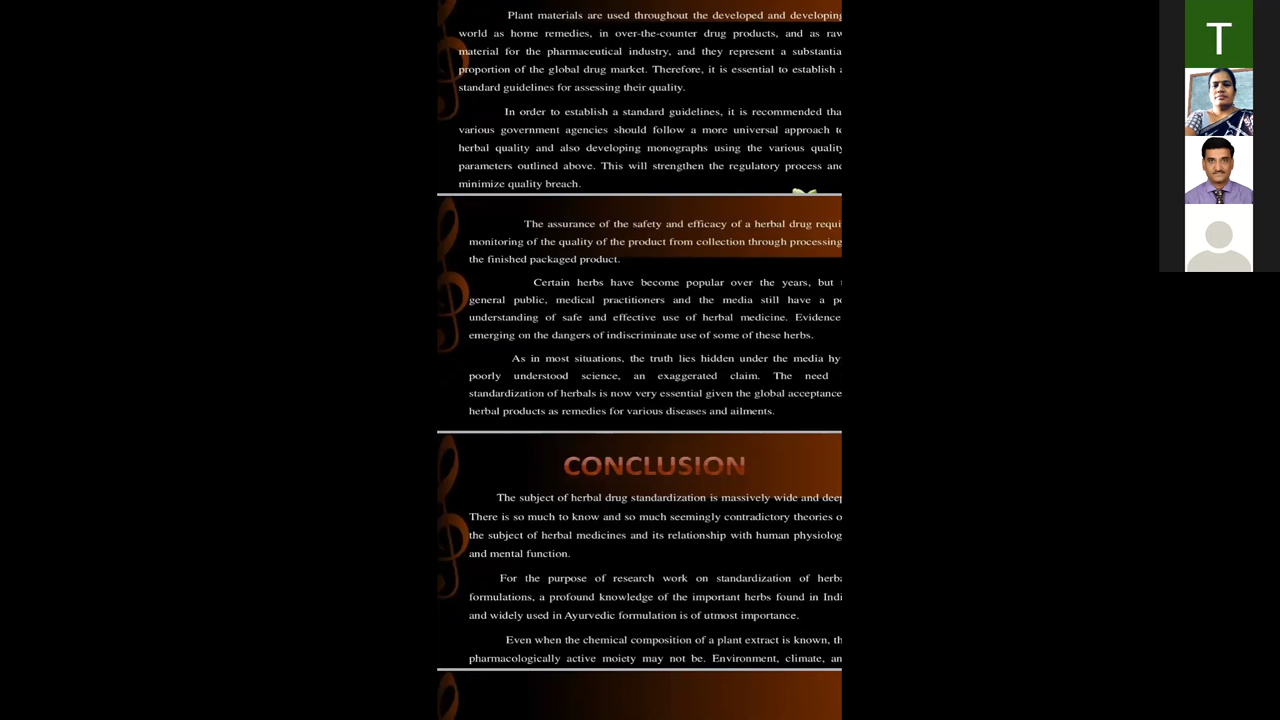 Plant materials are used throughout the developed and developing
world as home remedies, in over-the-counter drug products, and as raw
material for the pharmaceutical industry, and they represent a substantia
proportion of the global drug market. Therefore, it is essential to establish a
standard guidelines for assessing their quality.
In order to establish a standard guidelines, it is recommended tha
various government agencies should follow a more universal approach to
herbal quality and also developing monographs using the various quality
parameters outlined above. This will strengthen the regulatory process and
minimize quality breach.
The assurance of the safety and efficacy of a herbal drug requi
monitoring of the quality of the product from collection through processing
the finished packaged product.
Certain herbs have become popular over the years, but
general public, medical practitioners and the media still have a po
understanding of safe and effective use of herbal medicine. Evidence
emerging on the dangers of indiscriminate use of some of these herbs.
As in most situations, the truth lies hidden under the media hy
poorly understood science, an exaggerated claim. The need
standardization of herbals is now very essential given the global acceptance
herbal products as remedies for various diseases and ailments.
CONCLUSION
The subject of herbal drug standardization is massively wide and deep
There is so much to know and so much seemingly contradictory theories o
the subject of herbal medicines and its relationship with human physiolog
and mental function.
For the purpose of research work on standardization of herba
formulations, a profound knowledge of the important herbs found in Indi
and widely used in Ayurvedic formulation is of utmost importance.
Even when the chemical composition of a plant extract is known, th
pharmacologically active moiety may not be. Environment, climate, an
T